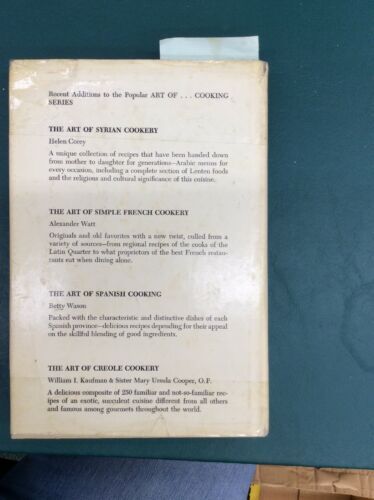 Recent Additions to the Popular ART OF . . . COOKING
SERIES
THE ART OF SYRIAN COOKERY
Helen Corey
A unique collection of recipes that have been handed down
from mother to daughter for generations—Arabic menus for
every occasion, including a complete section of Lenten foods
and the religious and cultural significance of this cuisine.
THE ART OF SIMPLE FRENCH COOKERY
Alexander Watt
Originals and old favorites with a new twist, culled from a
variety of sources—from regional recipes of the cooks of the
Latin Quarter to what proprietors of the best French restau-
rants eat when dining alone.
THE ART OF SPANISH COOKING
Betty Wason
Packed with the characteristic and distinctive dishes of each
Spanish province—delicious recipes depending for their appeal
on the skillful blending of good ingredients.
THE ART OF CREOLE COOKERY
William I. Kaufman & Sister Mary Ursula Cooper, O.P.
A delicious composite of 250 familiar and not-so-familiar rec-
ipes of an exotic, succulent cuisine different from all others
and famous among gourmets throughout the world.